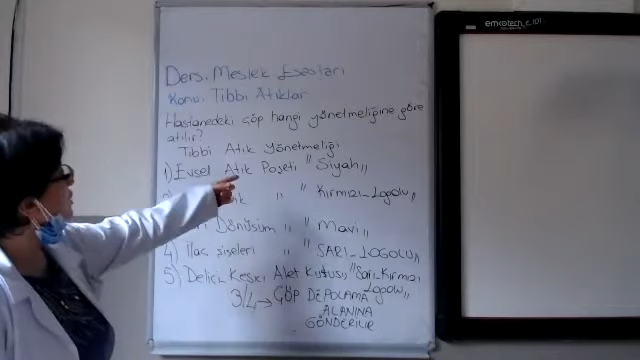 Ders: Meslek Esasları
Konu: Tıbbi Atıklar
Hastanedeki çöp hangi yönetmeliğine göre
atılır?
Tıbbi Atık Yönetmeliği
1) Evsel Atık Poşeti "Siyah"
" "Kırmızı-Logolu"
Dönüşüm " "Mavi"
4) İlaç şişeleri " "SARI-LOGOLU"
5) Delici Kesici Alet Kutusu "Sarı-Kırmızı
Logolu"
3/4 → ÇÖP DEPOLAMA
ALANINA
GÖNDERİLİR
emkotech